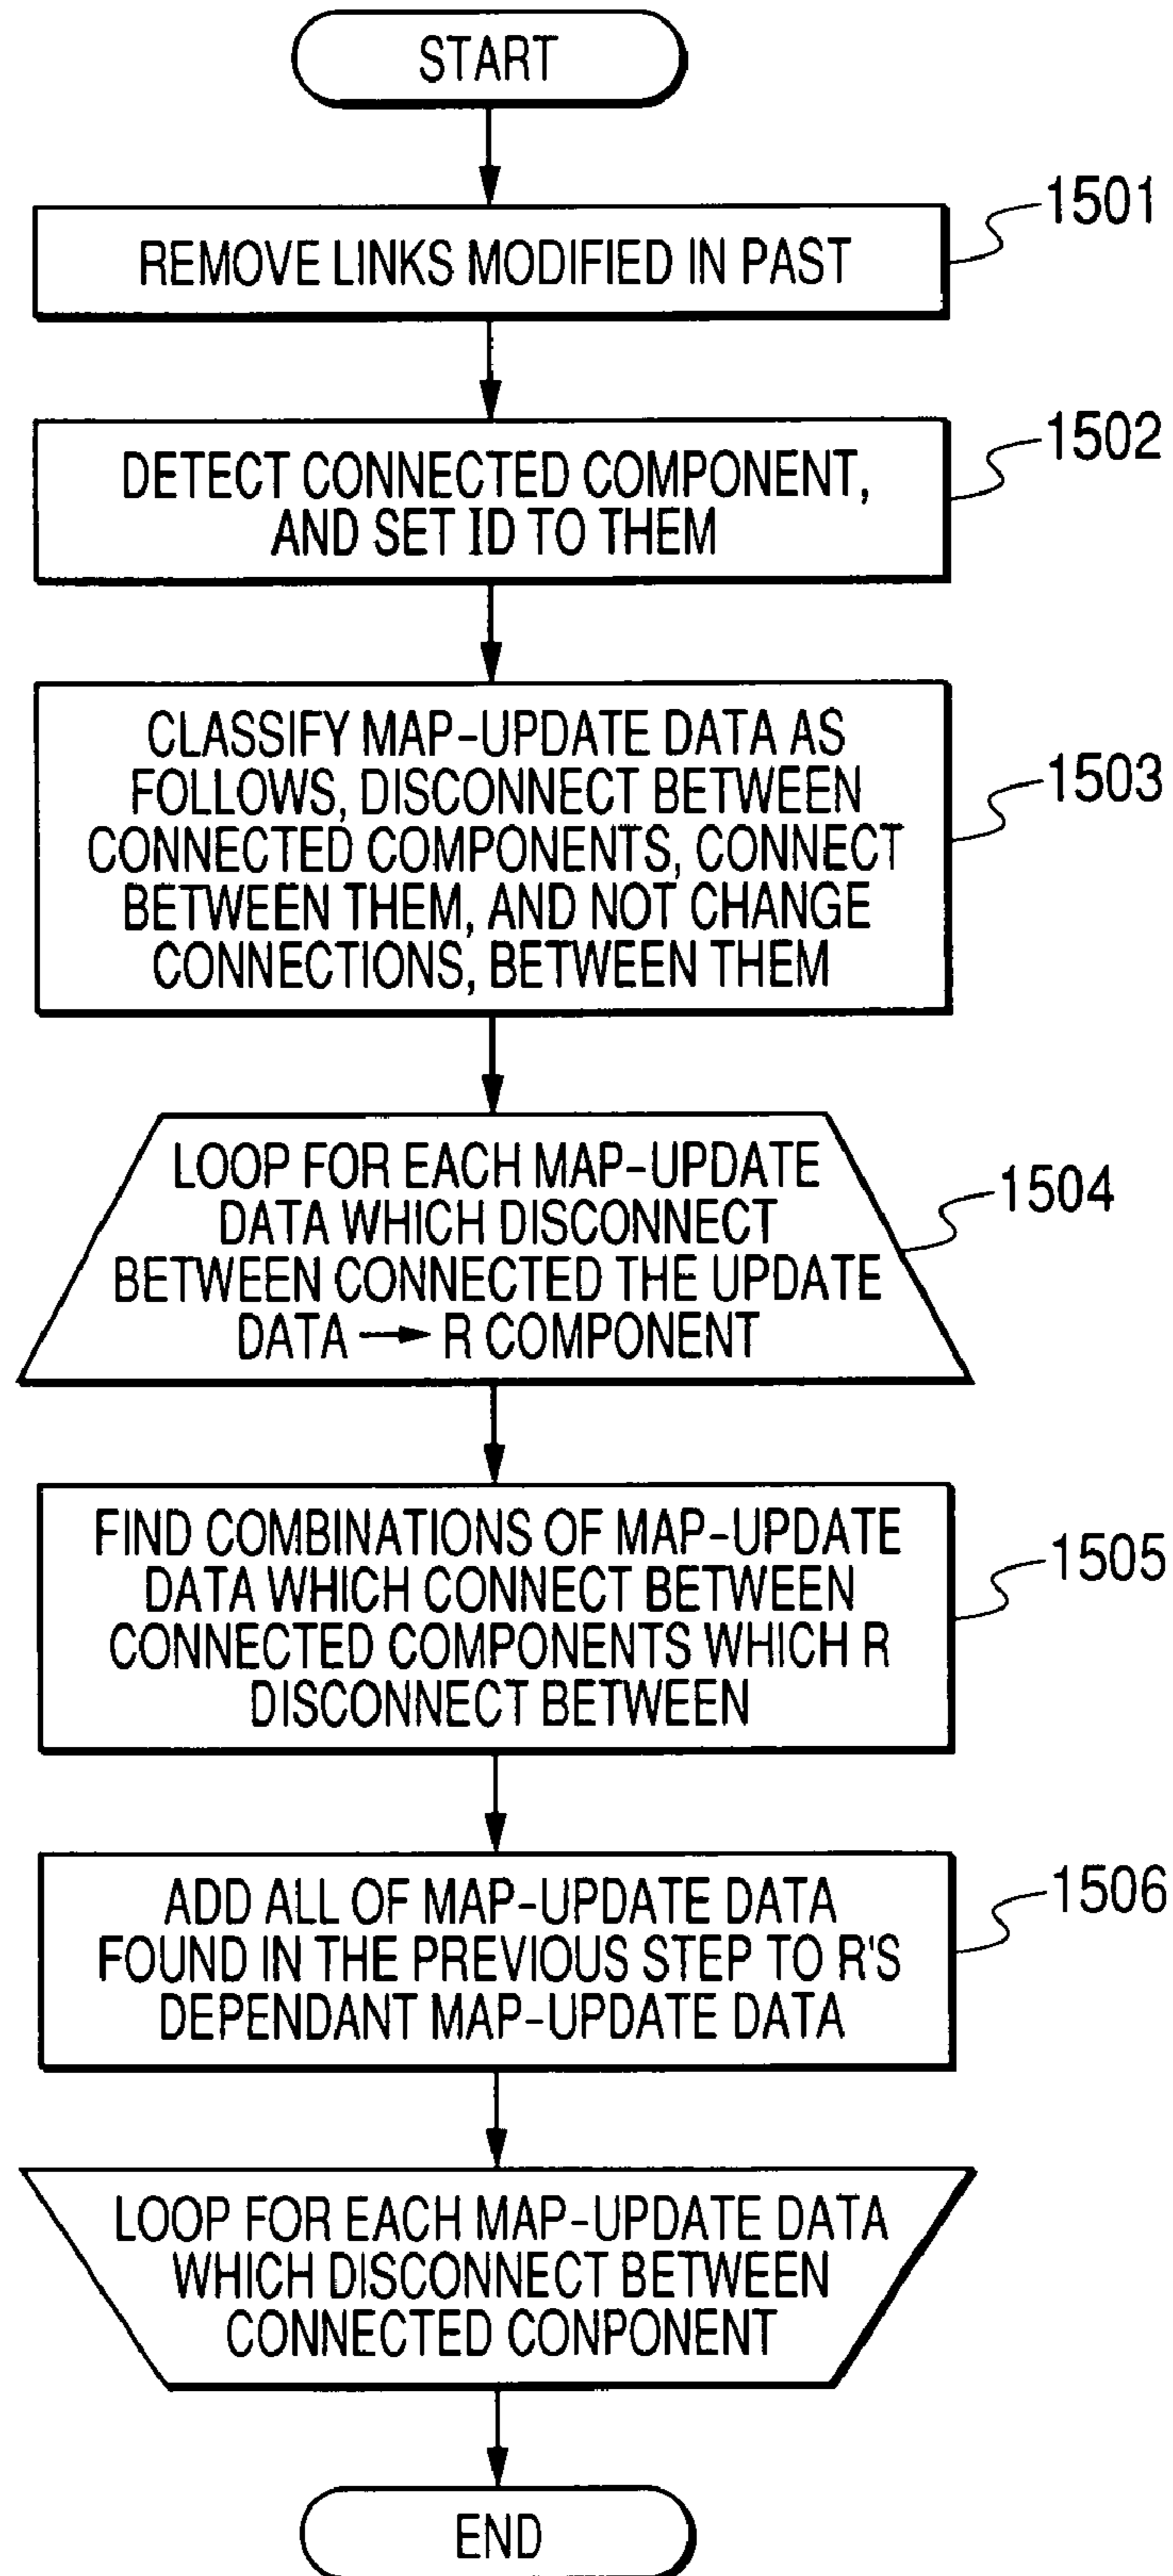 START
1501
REMOVE LINKS MODIFIED IN PAST
1502
DETECT CONNECTED COMPONENT,
AND SET ID TO THEM
1503
CLASSIFY MAP-UPDATE DATA AS
FOLLOWS, DISCONNECT BETWEEN
CONNECTED COMPONENTS, CONNECT
BETWEEN THEM, AND NOT CHANGE
CONNECTIONS, BETWEEN THEM
1504
LOOP FOR EACH MAP-UPDATE
DATA WHICH DISCONNECT
BETWEEN CONNECTED THE UPDATE
DATA → R COMPONENT
1505
FIND COMBINATIONS OF MAP-UPDATE
DATA WHICH CONNECT BETWEEN
CONNECTED COMPONENTS WHICH R
DISCONNECT BETWEEN
1506
ADD ALL OF MAP-UPDATE DATA
FOUND IN THE PREVIOUS STEP TO R'S
DEPENDANT MAP-UPDATE DATA
LOOP FOR EACH MAP-UPDATE DATA
WHICH DISCONNECT BETWEEN
CONNECTED CONPONENT
END